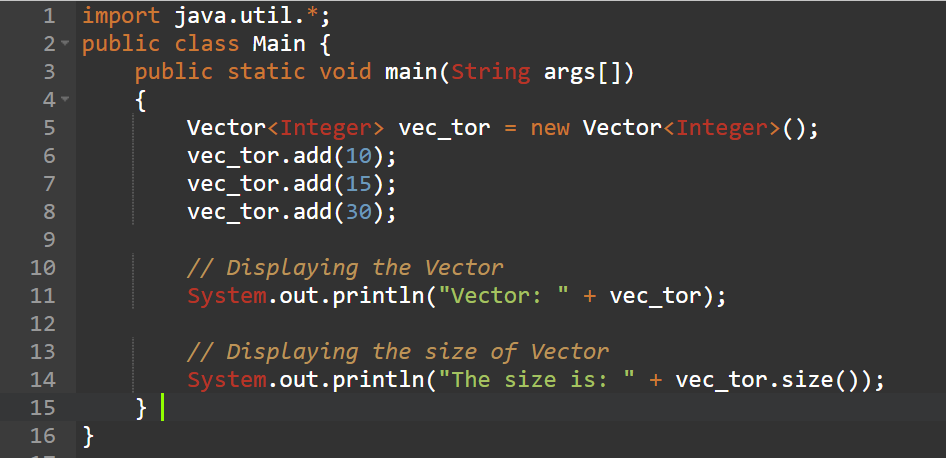 1 import java.util.*;
2 public class Main {
3     public static void main(String args[])
4     {
5         Vector<Integer> vec_tor = new Vector<Integer>();
6         vec_tor.add(10);
7         vec_tor.add(15);
8         vec_tor.add(30);
9
10         // Displaying the Vector
11         System.out.println("Vector: " + vec_tor);
12
13         // Displaying the size of Vector
14         System.out.println("The size is: " + vec_tor.size());
15     }
16 }